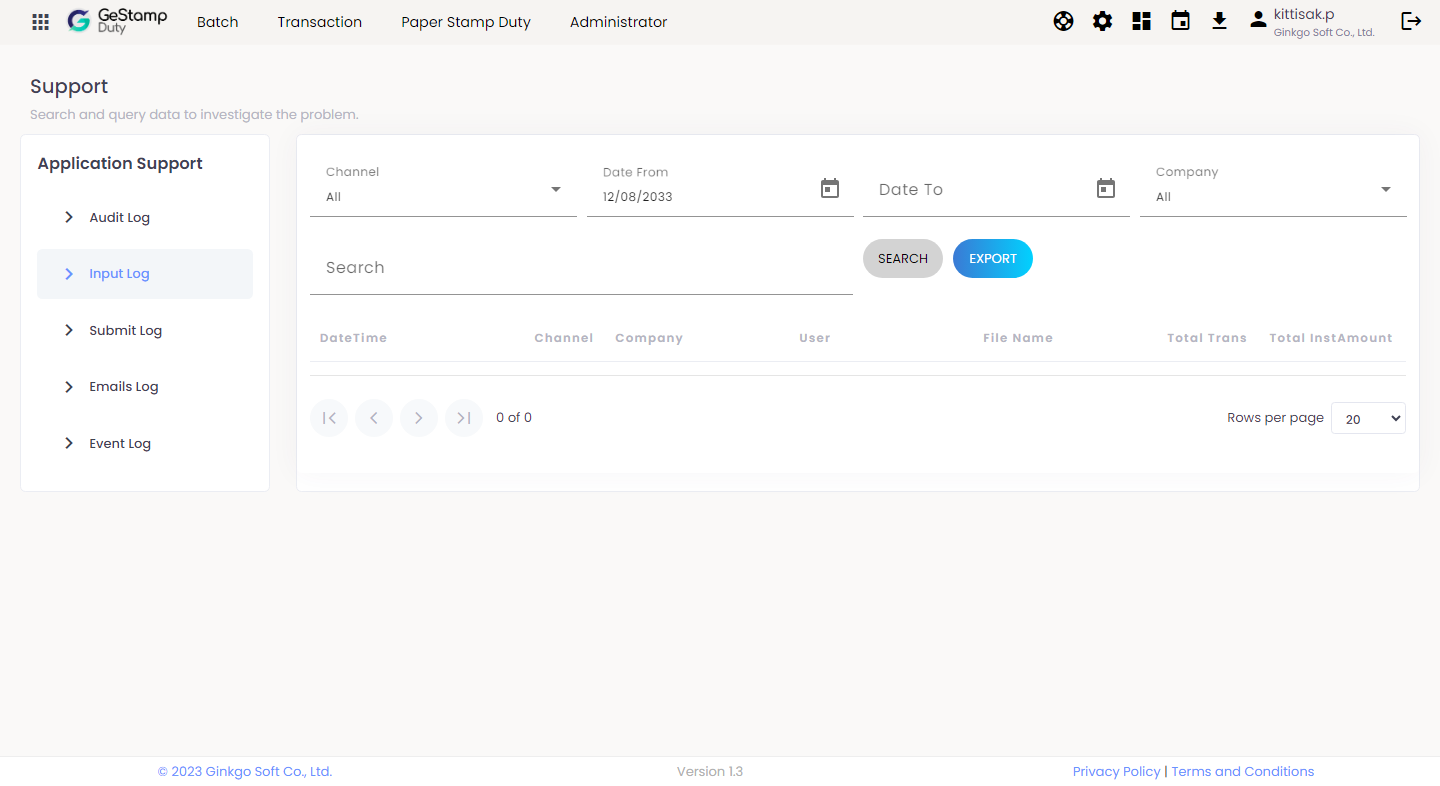 GeStamp
Duty
Batch
Transaction
Paper Stamp Duty
Administrator
kittisak.p
Ginkgo Soft Co., Ltd.
Support
Search and query data to investigate the problem.
Application Support
Audit Log
Input Log
Submit Log
Emails Log
Event Log
Channel
All
Date From
12/08/2033
Date To
Company
All
Search
SEARCH
EXPORT
DateTime Channel Company User File Name Total Trans Total InstAmount
0 of 0
Rows per page 20
© 2023 Ginkgo Soft Co., Ltd.
Version 1.3
Privacy Policy | Terms and Conditions